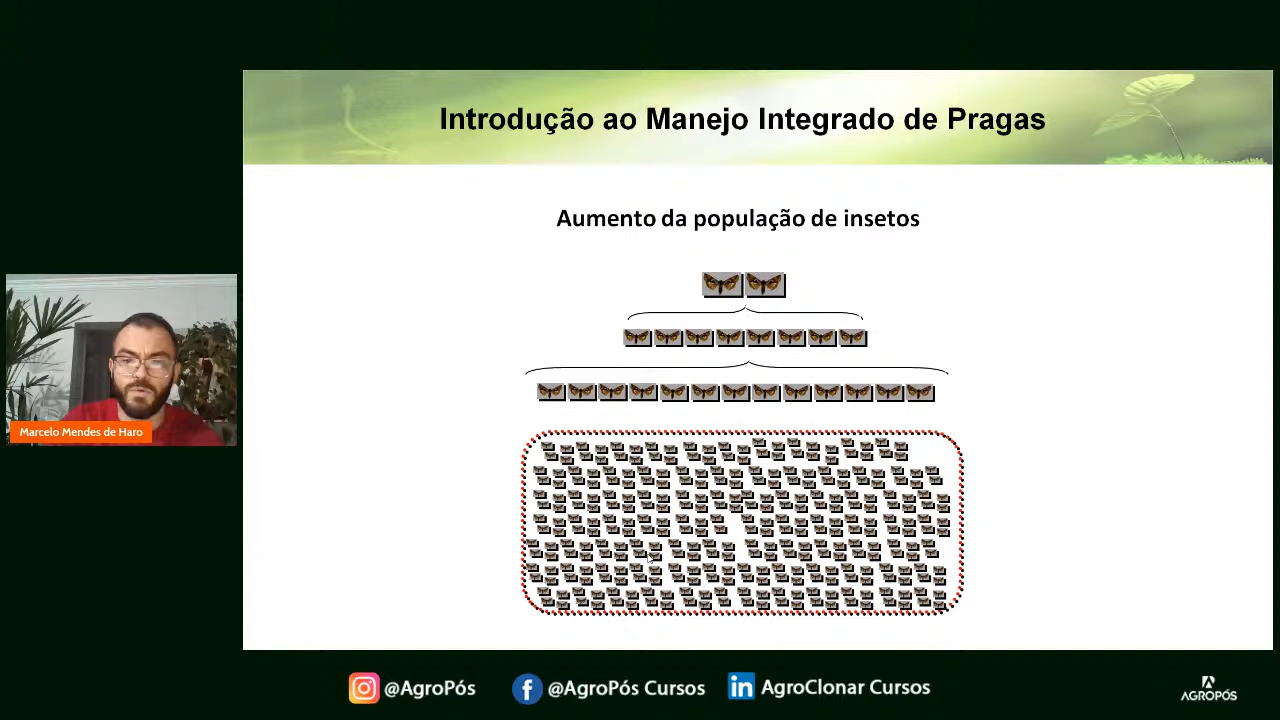 Introdução ao Manejo Integrado de Pragas
Aumento da população de insetos
Marcelo Mendes de Haro
@AgroPós
@AgroPós Cursos
AgroClonar Cursos
AGROPÓS